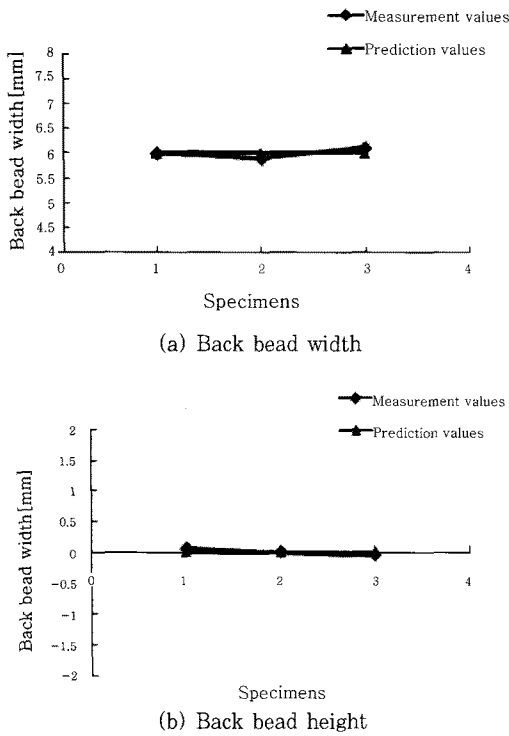 Measurement values
Prediction values
Back bead width[mm]
8
7.5
7
6.5
6
5.5
5
4.5
4
0
1
2
3
4
Specimens
(a) Back bead width
Measurement values
Prediction values
Back bead width[mm]
2
1.5
1
0.5
0
-0.5
-1
-1.5
-2
0
1
2
3
4
Specimens
(b) Back bead height